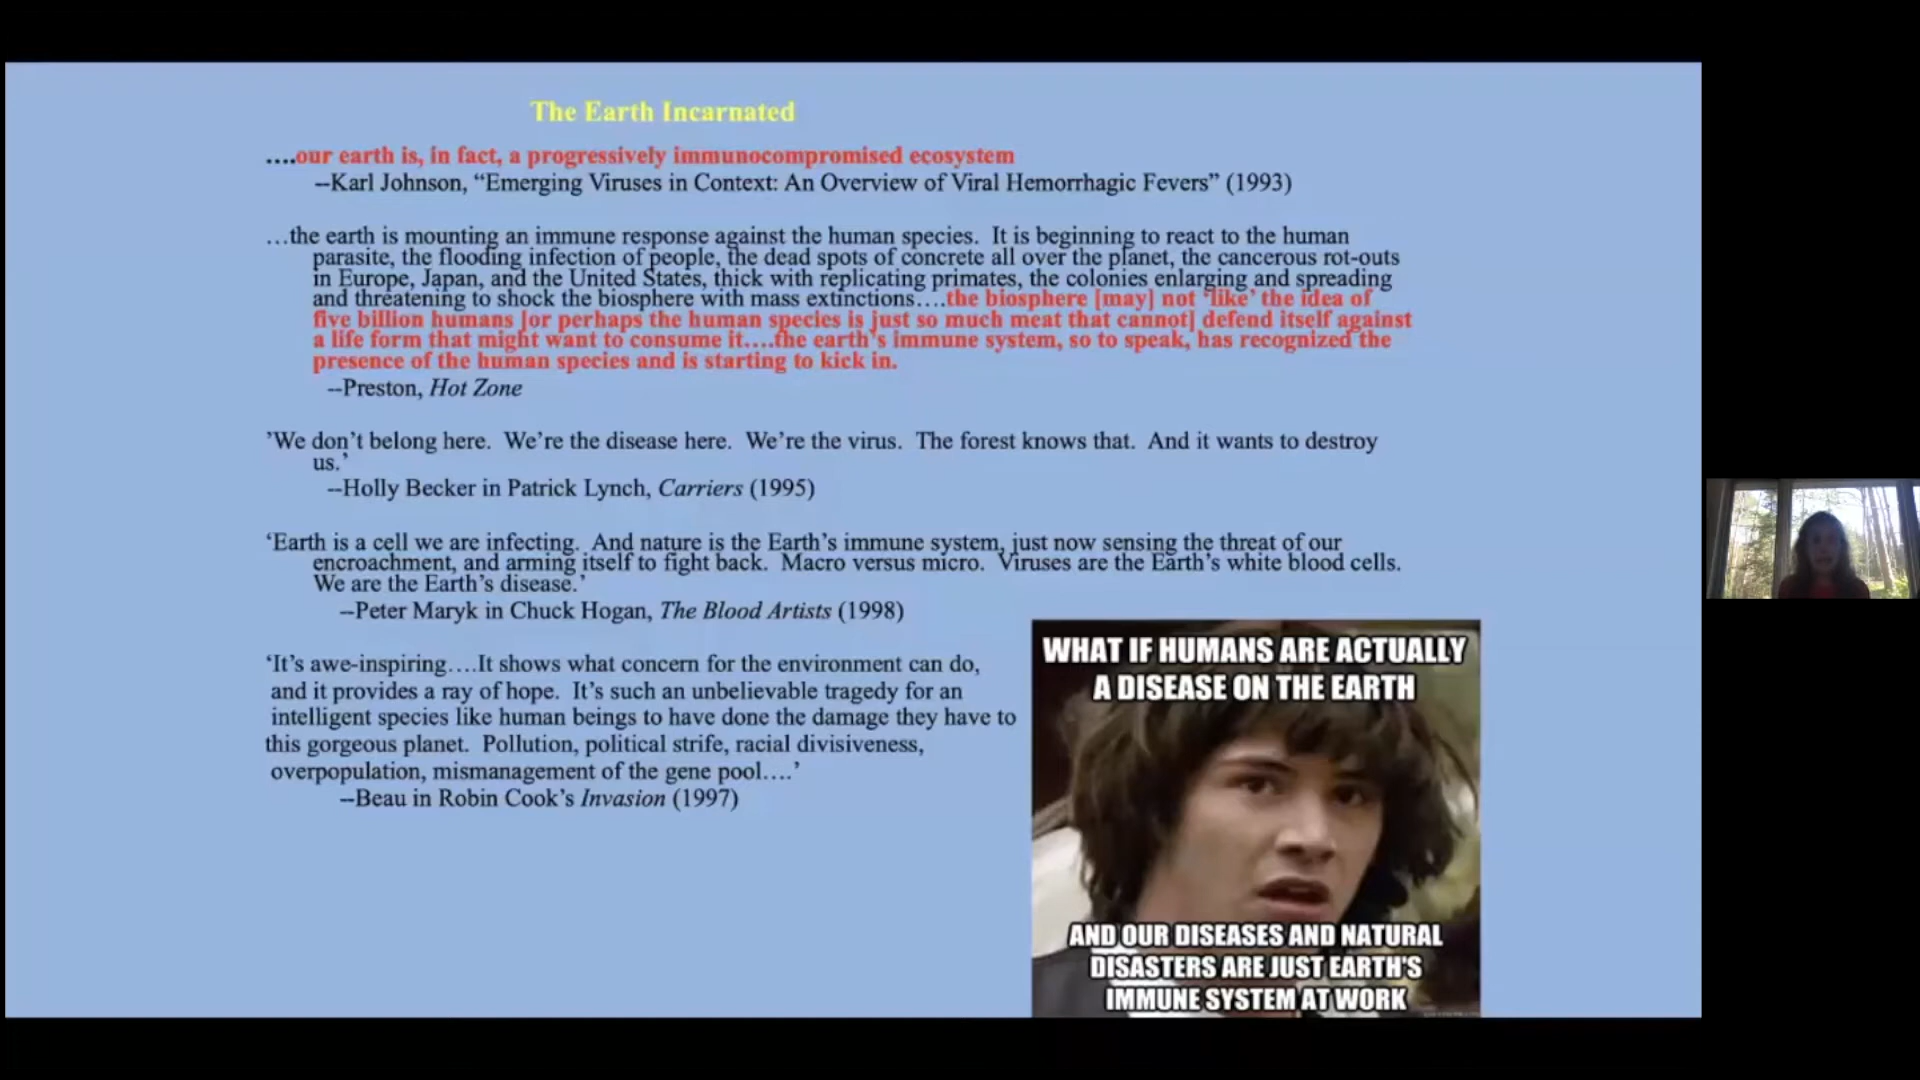 The Earth Incarnated
….our earth is, in fact, a progressively immunocompromised ecosystem
--Karl Johnson, “Emerging Viruses in Context: An Overview of Viral Hemorrhagic Fevers” (1993)
…the earth is mounting an immune response against the human species. It is beginning to react to the human
parasite, the flooding infection of people, the dead spots of concrete all over the planet, the cancerous rot-outs
in Europe, Japan, and the United States, thick with replicating primates, the colonies enlarging and spreading
and threatening to shock the biosphere with mass extinctions….the biosphere [may] not ‘like’ the idea of
five billion humans [or perhaps the human species is just so much meat that cannot] defend itself against
a life form that might want to consume it….the earth’s immune system, so to speak, has recognized the
presence of the human species and is starting to kick in.
--Preston, Hot Zone
’We don’t belong here. We’re the disease here. We’re the virus. The forest knows that. And it wants to destroy
us.’
--Holly Becker in Patrick Lynch, Carriers (1995)
‘Earth is a cell we are infecting. And nature is the Earth’s immune system, just now sensing the threat of our
encroachment, and arming itself to fight back. Macro versus micro. Viruses are the Earth’s white blood cells.
We are the Earth’s disease.’
--Peter Maryk in Chuck Hogan, The Blood Artists (1998)
‘It’s awe-inspiring….It shows what concern for the environment can do,
and it provides a ray of hope. It’s such an unbelievable tragedy for an
intelligent species like human beings to have done the damage they have to
this gorgeous planet. Pollution, political strife, racial divisiveness,
overpopulation, mismanagement of the gene pool….’
--Beau in Robin Cook’s Invasion (1997)
WHAT IF HUMANS ARE ACTUALLY
A DISEASE ON THE EARTH
AND OUR DISEASES AND NATURAL
DISASTERS ARE JUST EARTH'S
IMMUNE SYSTEM AT WORK